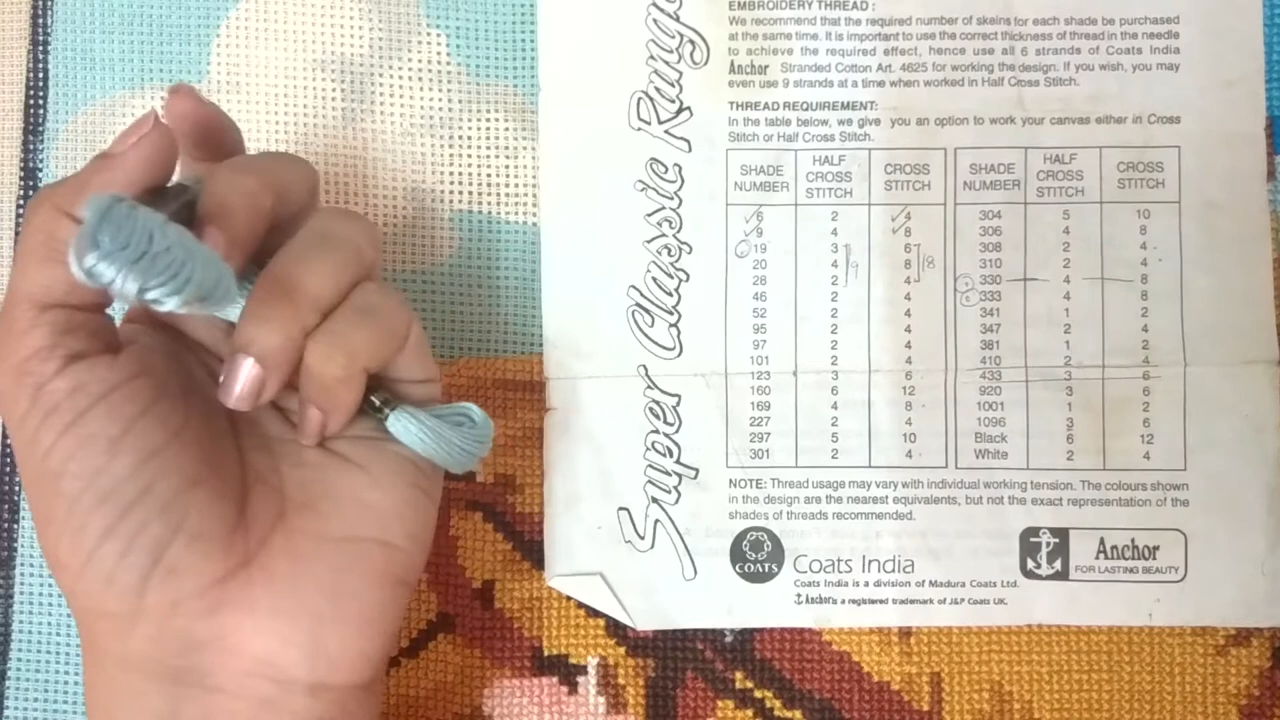 Super Classic Range
EMBROIDERY THREAD :
We recommend that the required number of skeins for each shade be purchased
at the same time. It is important to use the correct thickness of thread in the needle
to achieve the required effect, hence use all 6 strands of Coats India
Anchor Stranded Cotton Art. 4625 for working the design. If you wish, you may
even use 9 strands at a time when worked in Half Cross Stitch.
THREAD REQUIREMENT:
In the table below, we give you an option to work your canvas either in Cross
Stitch or Half Cross Stitch.
SHADE NUMBER HALF CROSS STITCH CROSS STITCH SHADE NUMBER HALF CROSS STITCH CROSS STITCH
6 2 4 304 5 10
9 4 8 306 4 8
19 3 6 308 2 4
20 4 9 8 18 310 2 4
28 2 4 330 4 8
46 2 4 333 4 8
52 2 4 341 1 2
95 2 4 347 2 4
97 2 4 381 1 2
101 2 4 410 2 4
123 3 6 433 3 6
160 6 12 920 3 6
169 4 8 1001 1 2
227 2 4 1096 3 6
297 5 10 Black 6 12
301 2 4 White 2 4
NOTE: Thread usage may vary with individual working tension. The colours shown
in the design are the nearest equivalents, but not the exact representation of the
shades of threads recommended.
COATS Coats India
Coats India is a division of Madura Coats Ltd.
Anchor is a registered trademark of J&P Coats UK.
Anchor
FOR LASTING BEAUTY